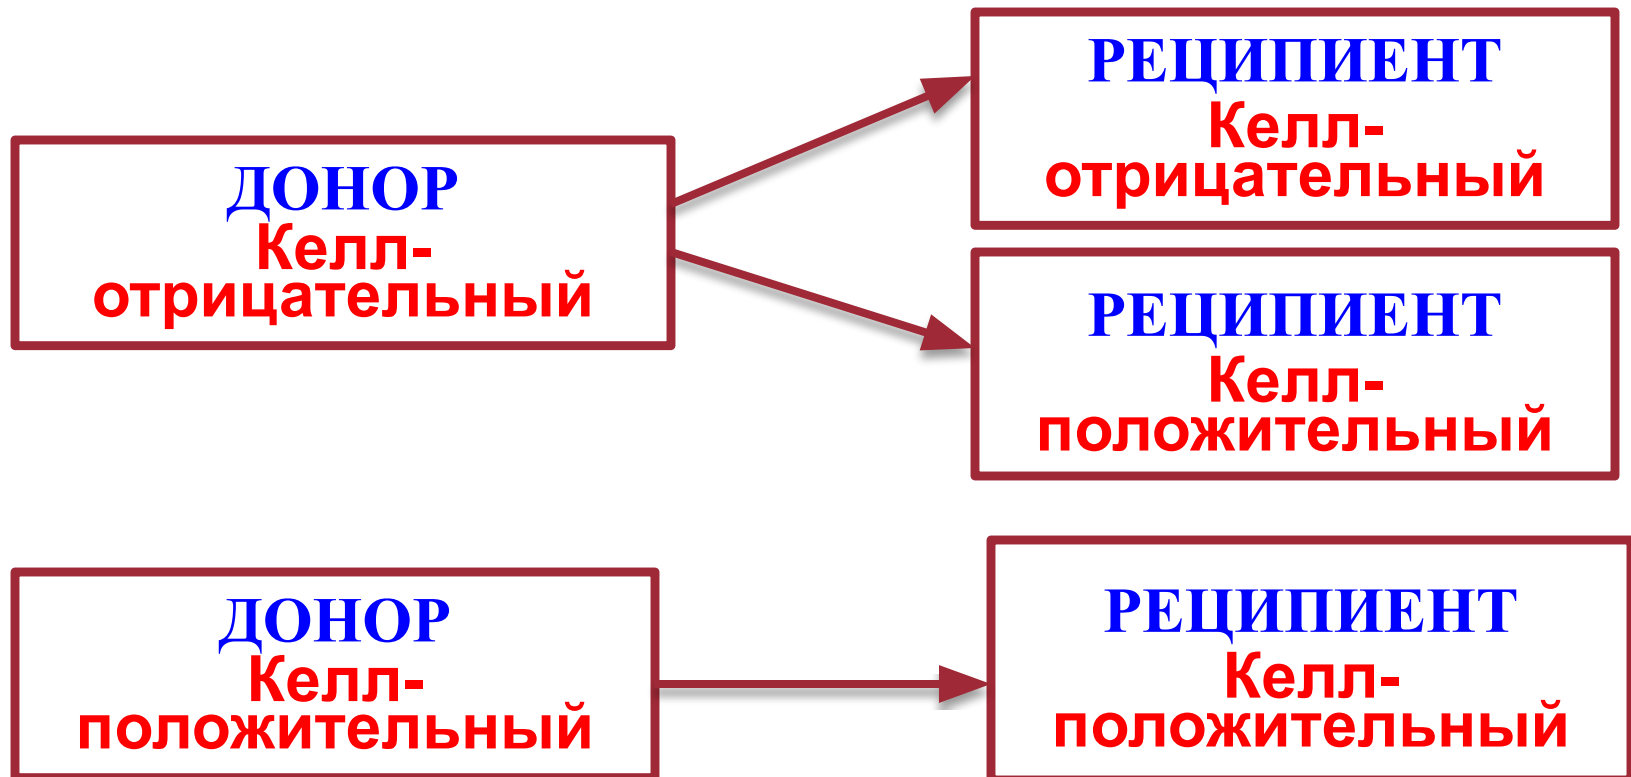 ДОНОР
Келл-
отрицательный
РЕЦИПИЕНТ
Келл-
отрицательный
РЕЦИПИЕНТ
Келл-
положительный
ДОНОР
Келл-
положительный
РЕЦИПИЕНТ
Келл-
положительный